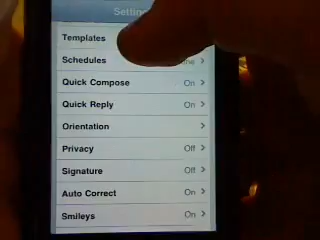 Templates
Schedules
Quick Compose On
Quick Reply On
Orientation
Privacy Off
Signature Off
Auto Correct On
Smileys On